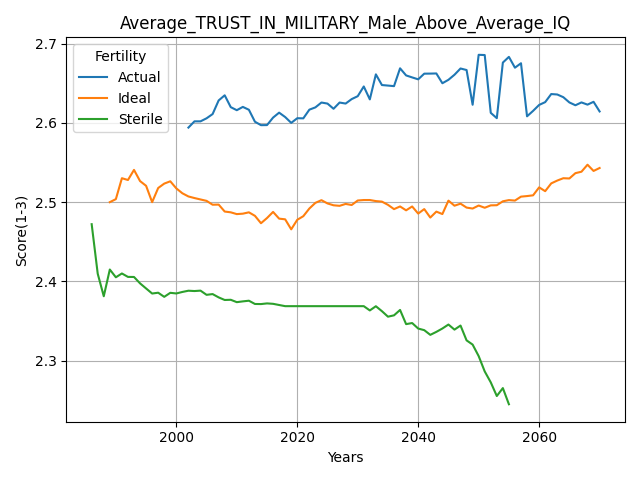 Average_TRUST_IN_MILITARY_Male_Above_Average_IQ
Fertility
Actual
Ideal
Sterile
Score(1-3)
2.7
2.6
2.5
2.4
2.3
2000
2020
2040
2060
Years